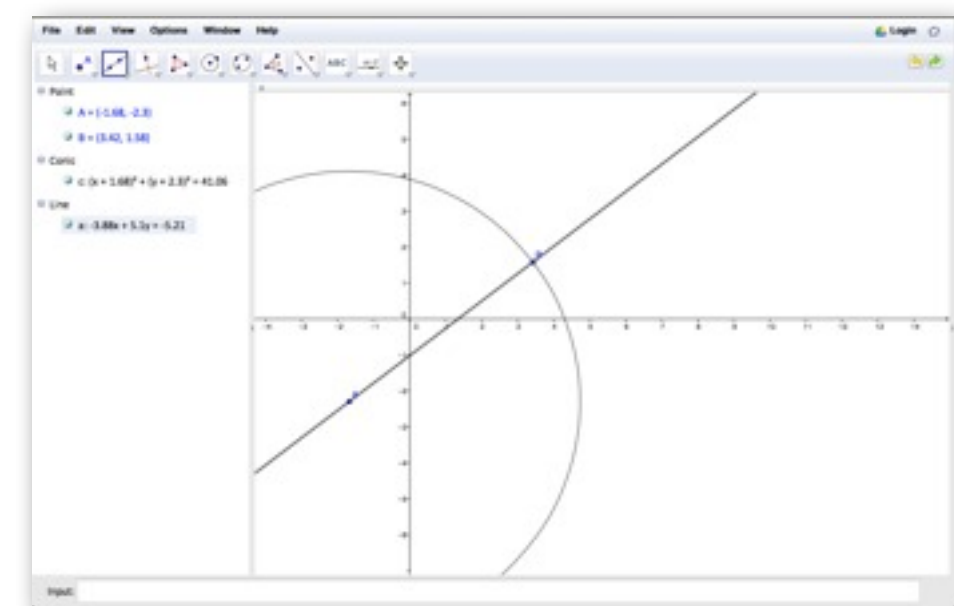 File Edit View Options Window Help
Login
ABC
Point
A = (-1.68, -2.3)
B = (3.42, 1.58)
Conic
c: (x + 1.68)² + (y + 2.3)² = 41.06
Line
a: -3.88x + 5.1y = -5.21
Input: